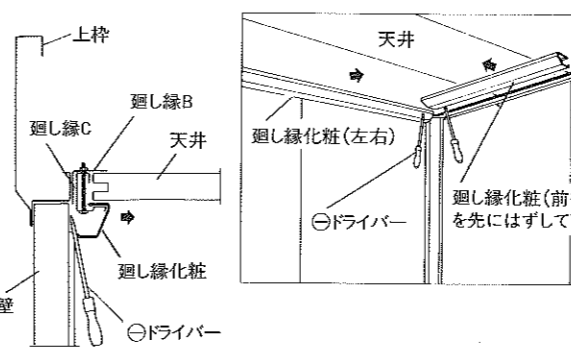 上枠
廻し縁B
廻し縁C
天井
廻し縁化粧
壁
⊖ドライバー
天井
廻し縁化粧(左右)
⊖ドライバー
廻し縁化粧(前
を先にはずして